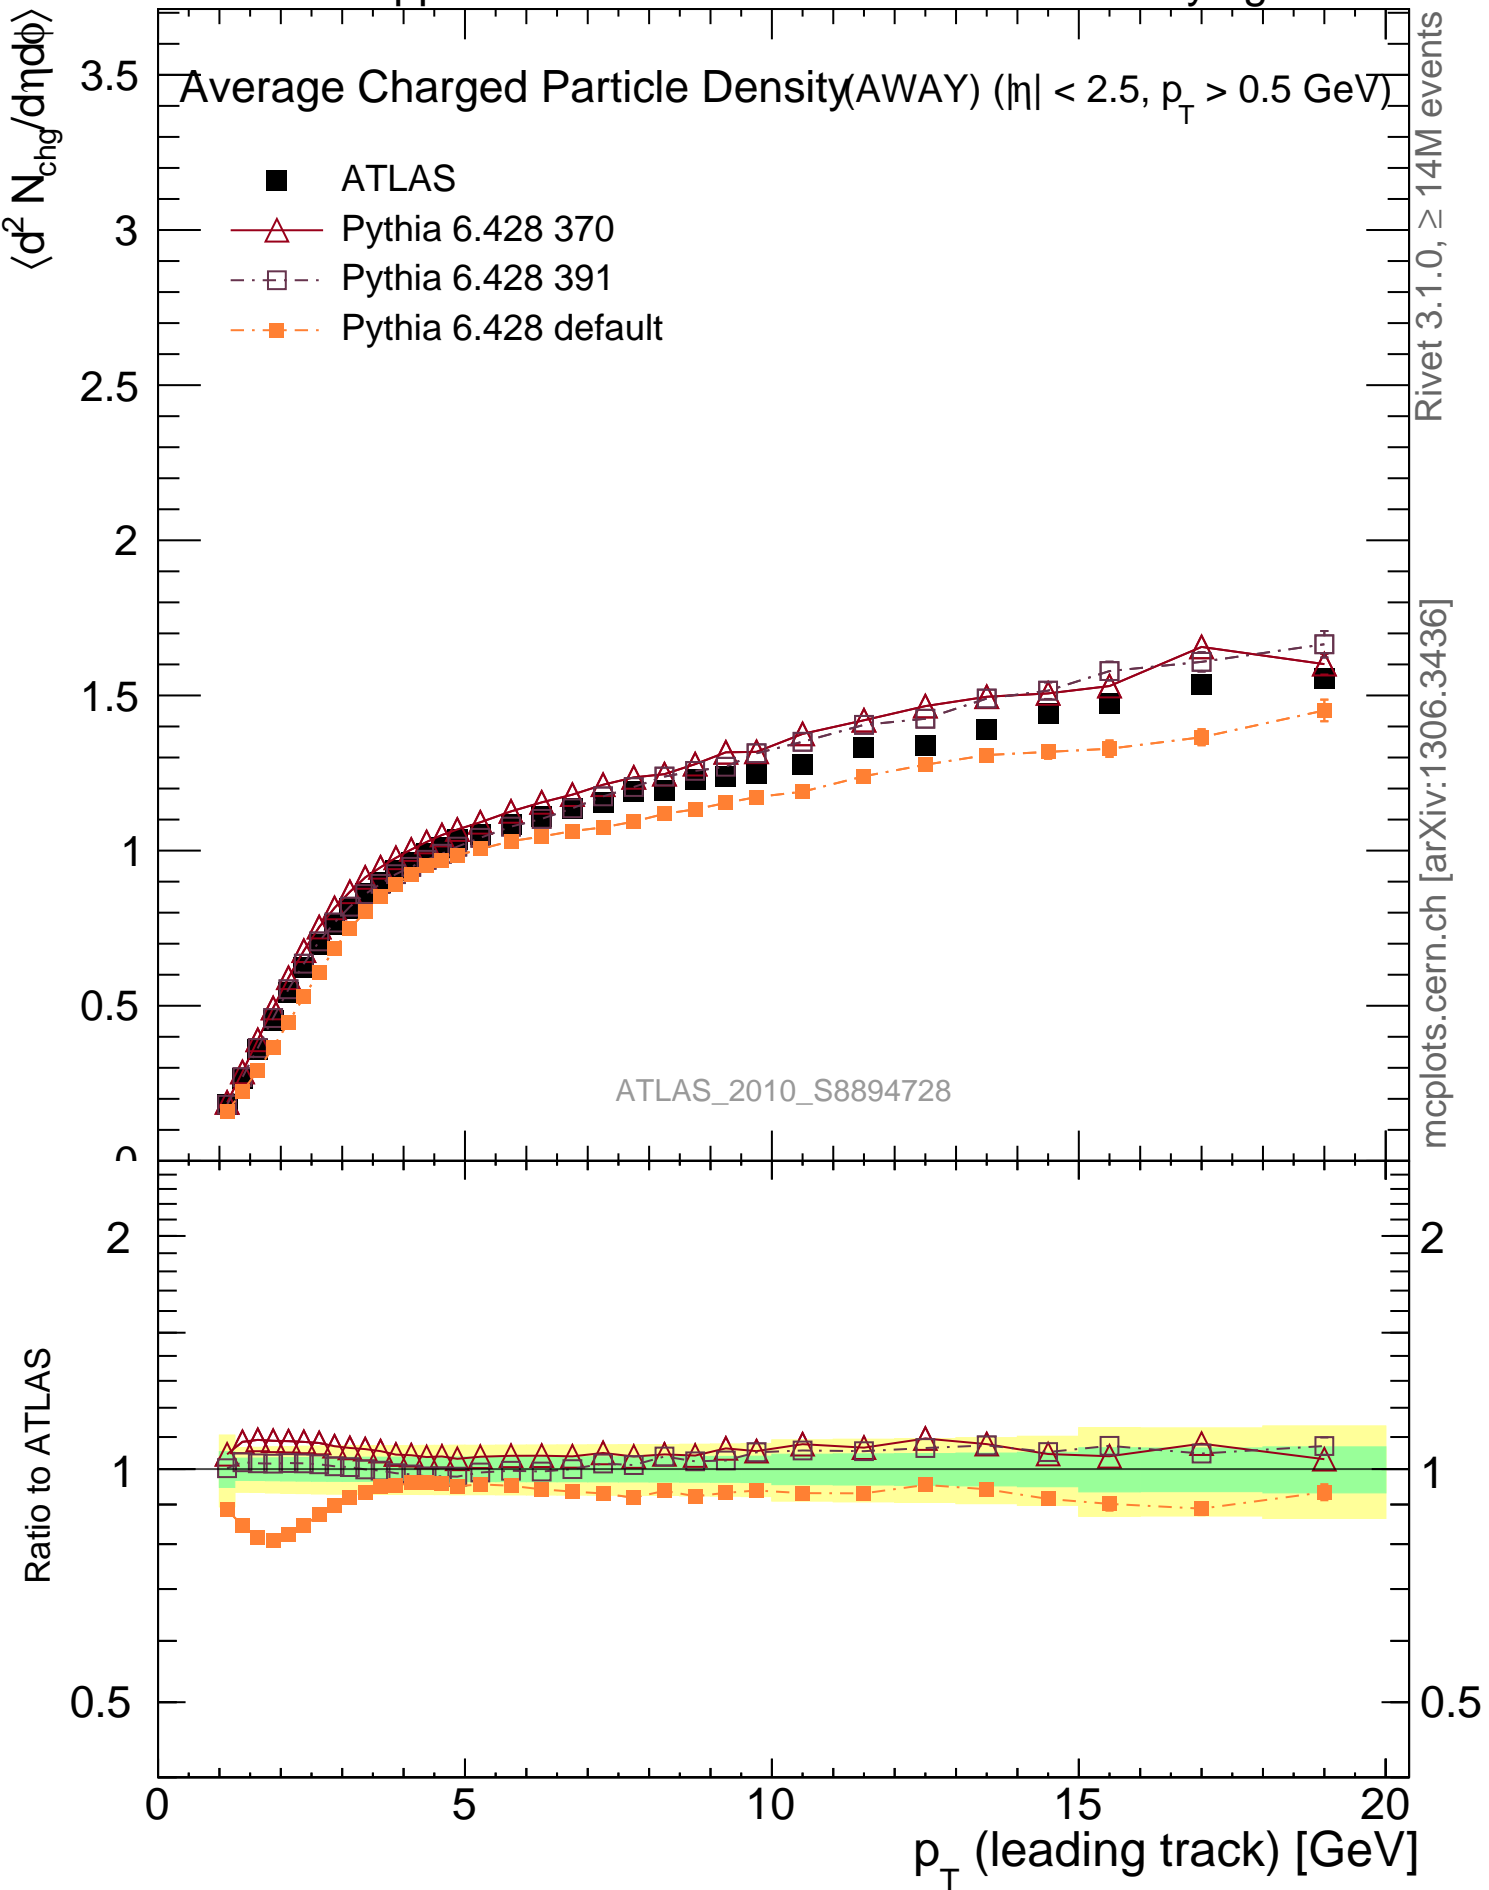 ⟨d² N_chg/dηdϕ⟩
Average Charged Particle Density (AWAY) (|η| < 2.5, p_T > 0.5 GeV)
ATLAS
Pythia 6.428 370
Pythia 6.428 391
Pythia 6.428 default
3.5
3
2.5
2
1.5
1
0.5
0
ATLAS_2010_S8894728
Rivet 3.1.0, ≥ 14M events
mcplots.cern.ch [arXiv:1306.3436]
Ratio to ATLAS
2
1
0.5
2
1
0.5
0 5 10 15 20
p_T (leading track) [GeV]